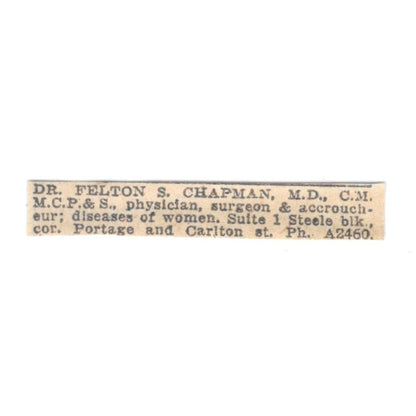 DR. FELTON S. CHAPMAN, M.D., C.M.
M.C.P.& S., physician, surgeon & accrouch-
eur; diseases of women. Suite 1 Steele blk.,
cor. Portage and Carlton st. Ph. A2460.